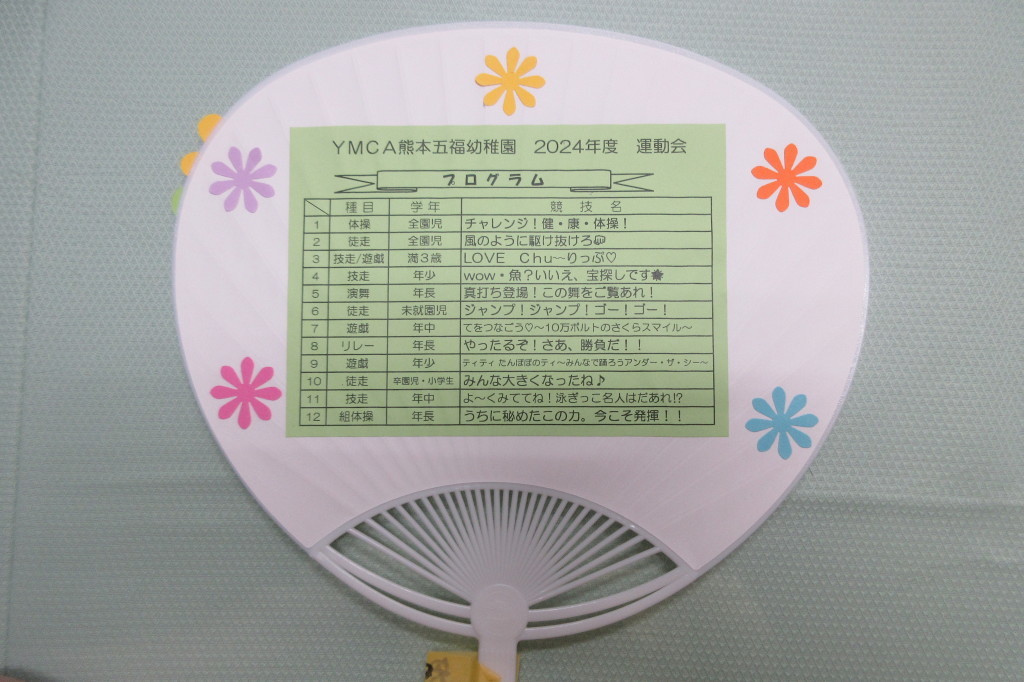 YMCA熊本五福幼稚園　2024年度　運動会
プログラム
種目 学年 競技名
1 体操 全園児 チャレンジ！健・康・体操！
2 徒走 全園児 風のように駆け抜けろ
3 技走/遊戯 満3歳 LOVE　Chu～りっぷ♡
4 技走 年少 wow・魚？いいえ、宝探しです
5 演舞 年長 真打ち登場！この舞をご覧あれ！
6 徒走 未就園児 ジャンプ！ジャンプ！ゴー！ゴー！
7 遊戯 年中 てをつなごう♡～10万ボルトのさくらスマイル～
8 リレー 年長 やったるぞ！さあ、勝負だ！！
9 遊戯 年少 ティティ たんぽぽのティ～みんなで踊ろうアンダー・ザ・シー～
10 徒走 卒園児・小学生 みんな大きくなったね♪
11 技走 年中 よ～くみててね！泳ぎっこ名人はだあれ!?
12 組体操 年長 うちに秘めたこの力。今こそ発揮！！